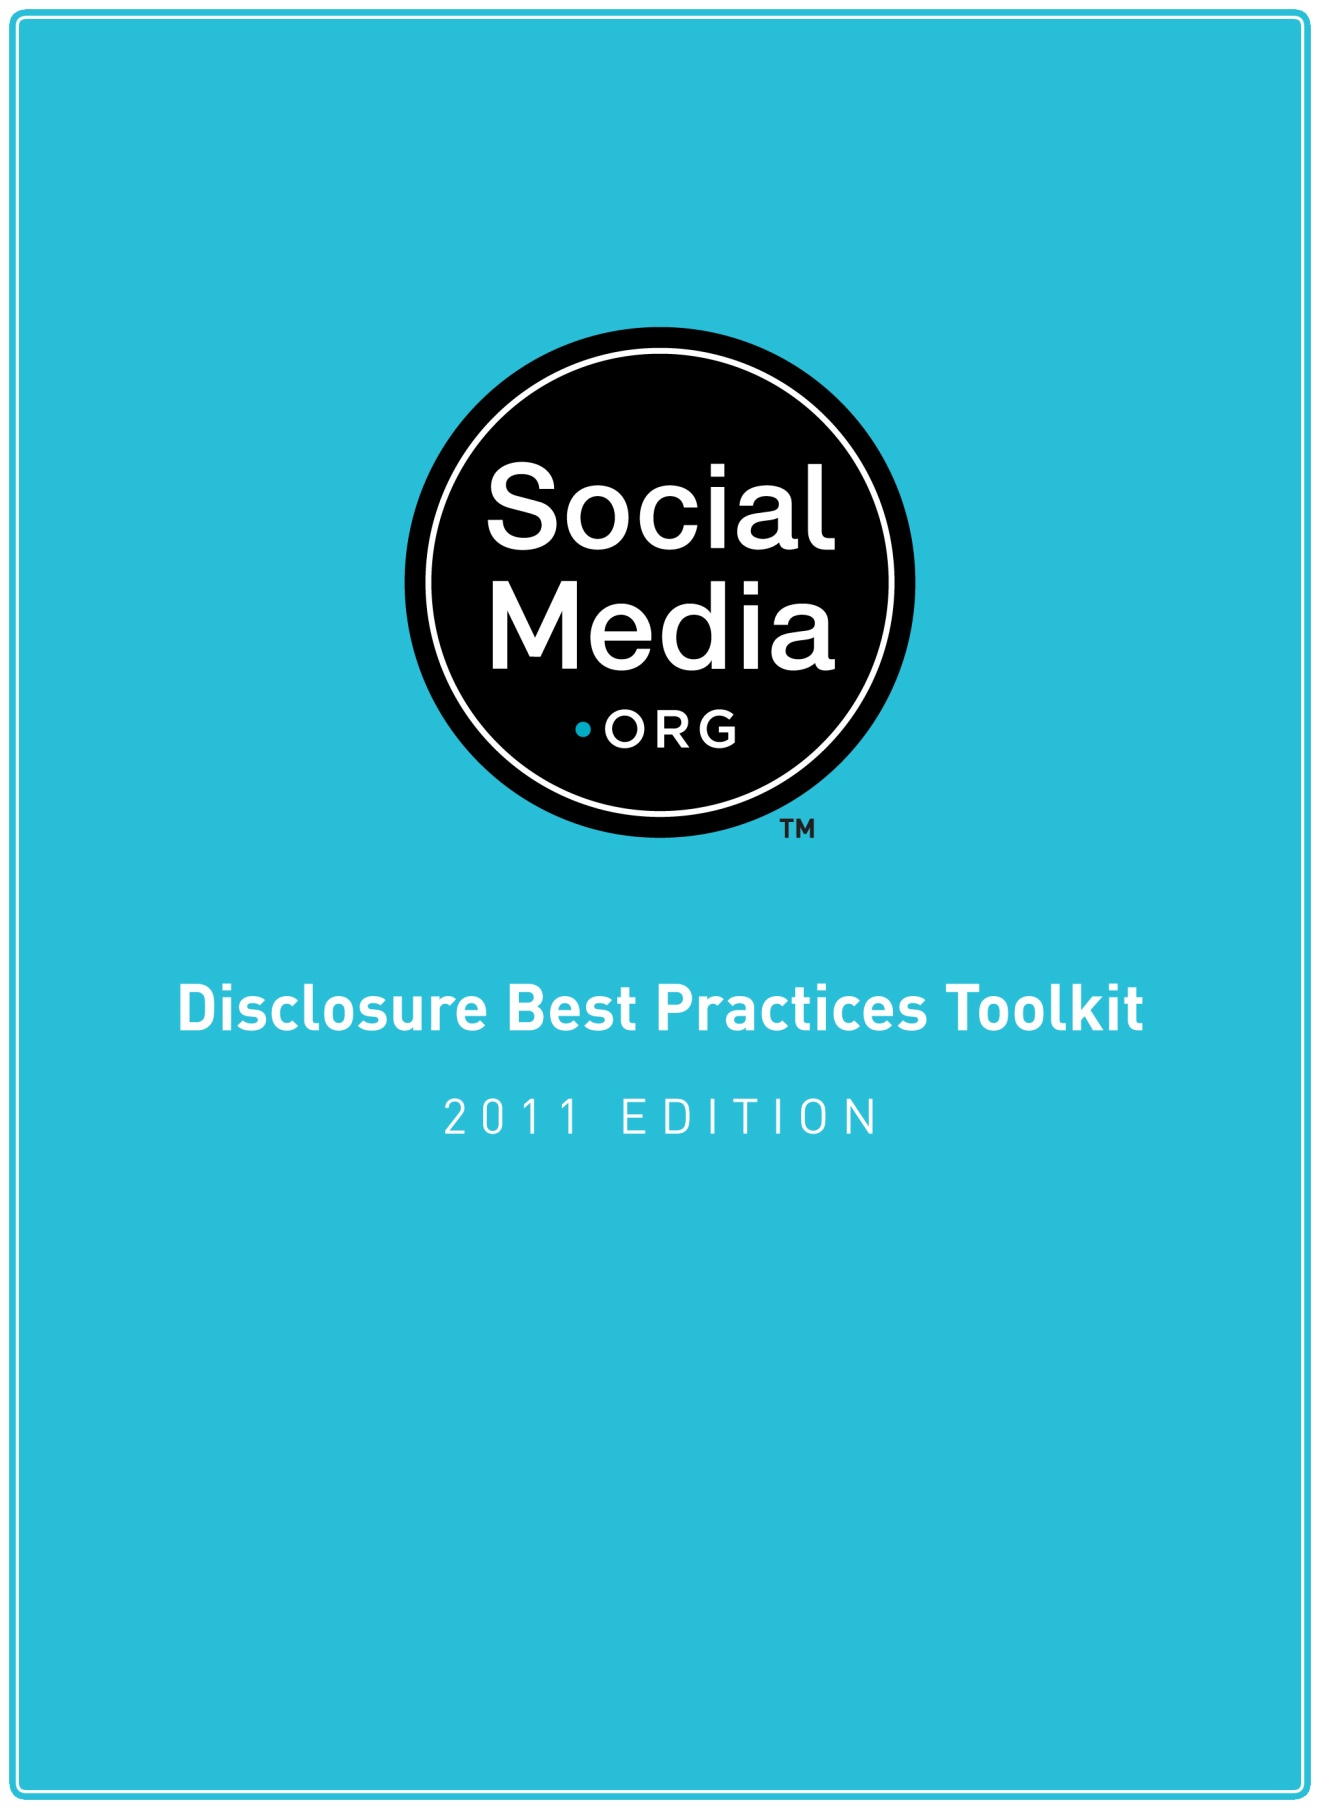 Social
Media
•ORG
TM
Disclosure Best Practices Toolkit
2011 EDITION